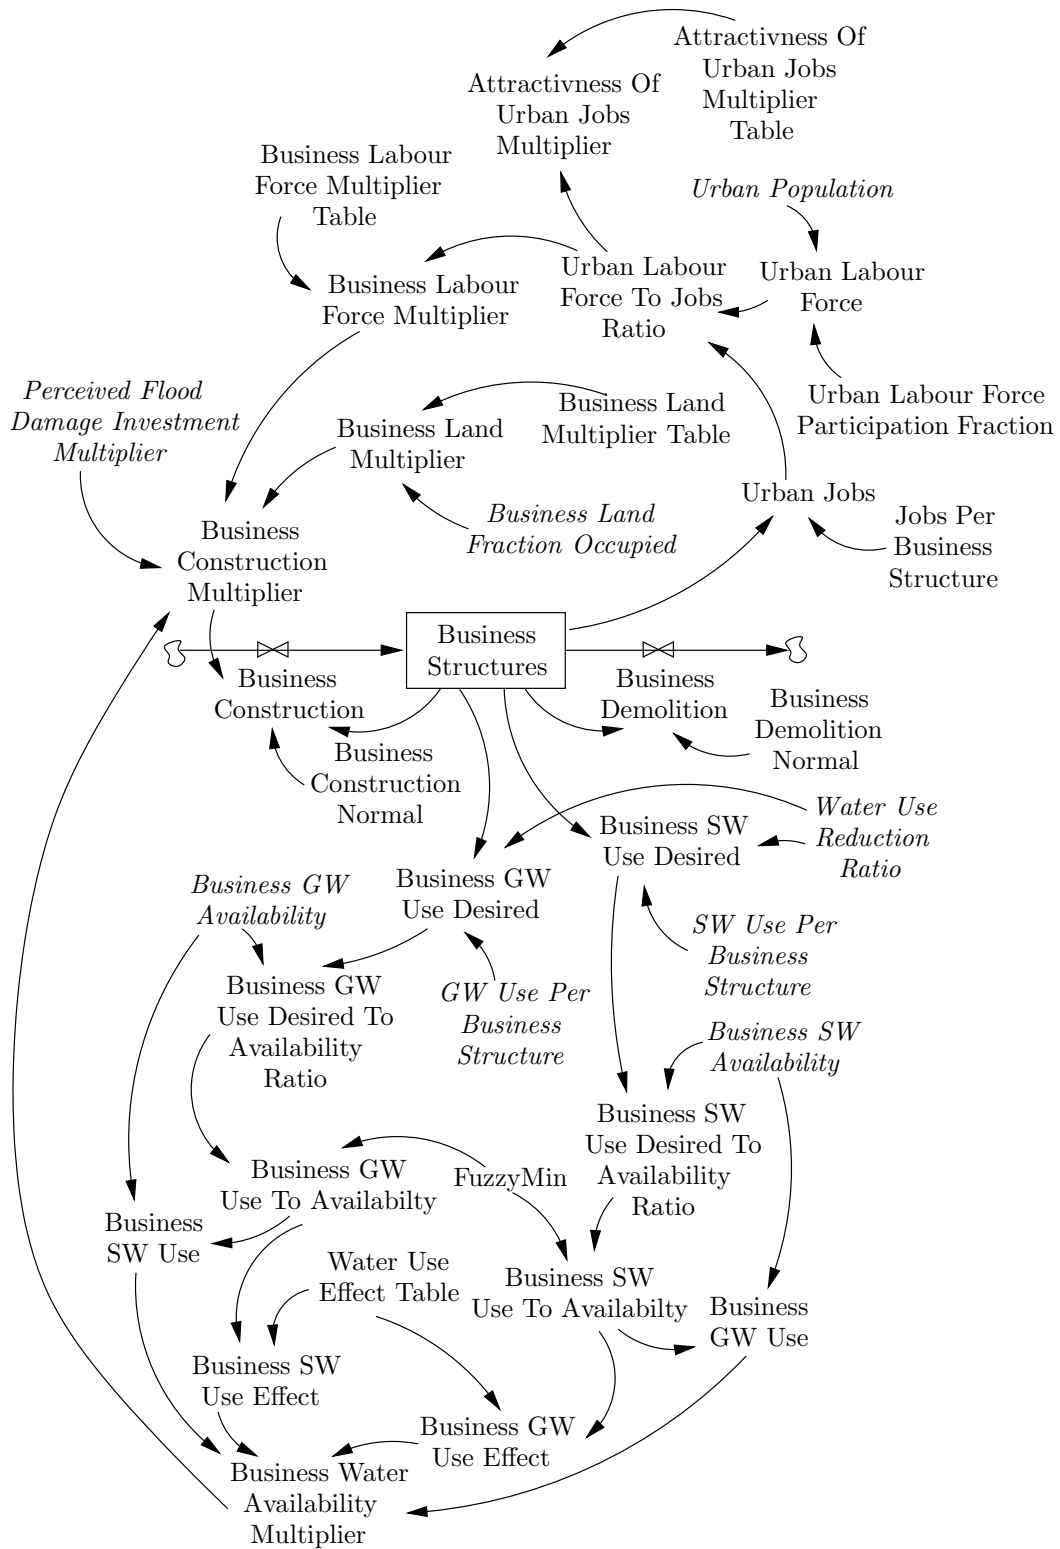 Attractivness Of
Urban Jobs
Multiplier
Table
Attractivness Of
Urban Jobs
Multiplier
Business Labour
Force Multiplier
Table
Urban Population
Urban Labour
Force To Jobs
Ratio
Urban Labour
Force
Business Labour
Force Multiplier
Perceived Flood
Damage Investment
Multiplier
Business Land
Multiplier Table
Urban Labour Force
Participation Fraction
Business Land
Multiplier
Urban Jobs
Business Land
Fraction Occupied
Jobs Per
Business
Structure
Business
Construction
Multiplier
Business
Structures
Business
Construction
Business
Demolition
Business
Demolition
Normal
Business
Construction
Normal
Water Use
Reduction
Ratio
Business SW
Use Desired
Business GW
Use Desired
Business GW
Availability
SW Use Per
Business
Structure
Business GW
Use Desired To
Availability
Ratio
GW Use Per
Business
Structure
Business SW
Availability
Business SW
Use Desired To
Availability
Ratio
Business GW
Use To Availabilty
FuzzyMin
Business
SW Use
Water Use
Effect Table
Business SW
Use To Availabilty
Business
GW Use
Business SW
Use Effect
Business GW
Use Effect
Business Water
Availability
Multiplier